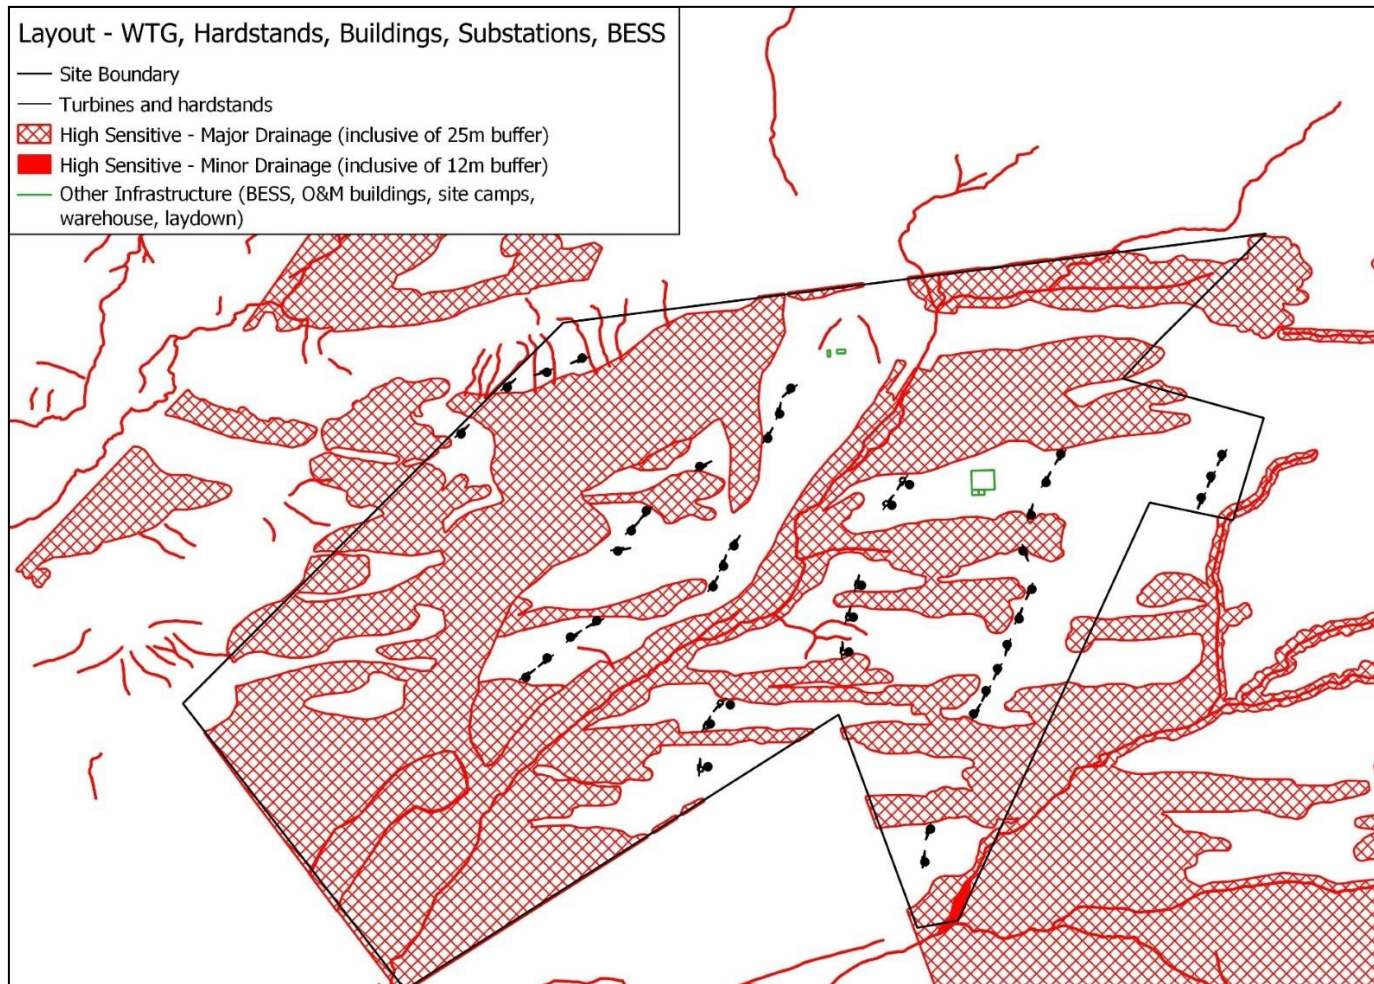 Layout - WTG, Hardstands, Buildings, Substations, BESS
Site Boundary
Turbines and hardstands
High Sensitive - Major Drainage (inclusive of 25m buffer)
High Sensitive - Minor Drainage (inclusive of 12m buffer)
Other Infrastructure (BESS, O&M buildings, site camps,
warehouse, laydown)